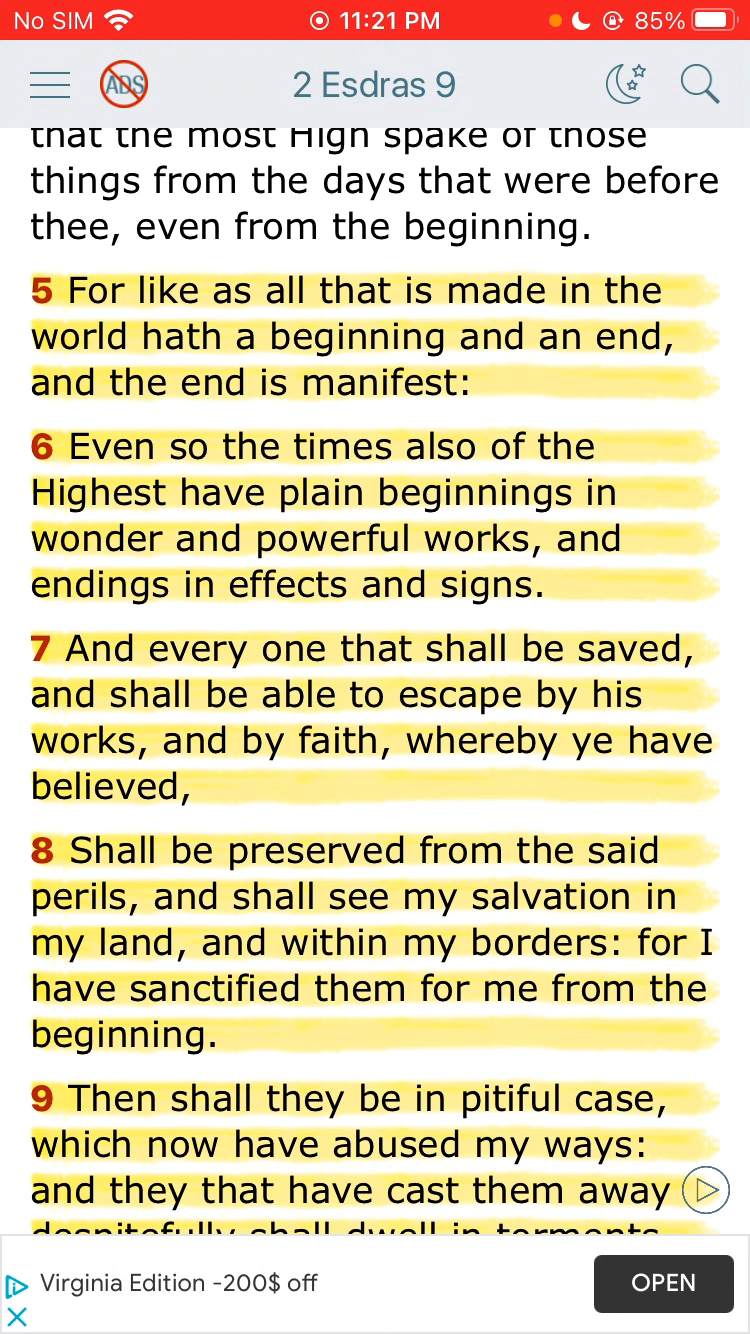 No SIM 11:21 PM 85%
ADS 2 Esdras 9
that the most High spake of those
things from the days that were before
thee, even from the beginning.
5 For like as all that is made in the
world hath a beginning and an end,
and the end is manifest:
6 Even so the times also of the
Highest have plain beginnings in
wonder and powerful works, and
endings in effects and signs.
7 And every one that shall be saved,
and shall be able to escape by his
works, and by faith, whereby ye have
believed,
8 Shall be preserved from the said
perils, and shall see my salvation in
my land, and within my borders: for I
have sanctified them for me from the
beginning.
9 Then shall they be in pitiful case,
which now have abused my ways:
and they that have cast them away
despitefully shall dwell in torments
Virginia Edition -200$ off
OPEN